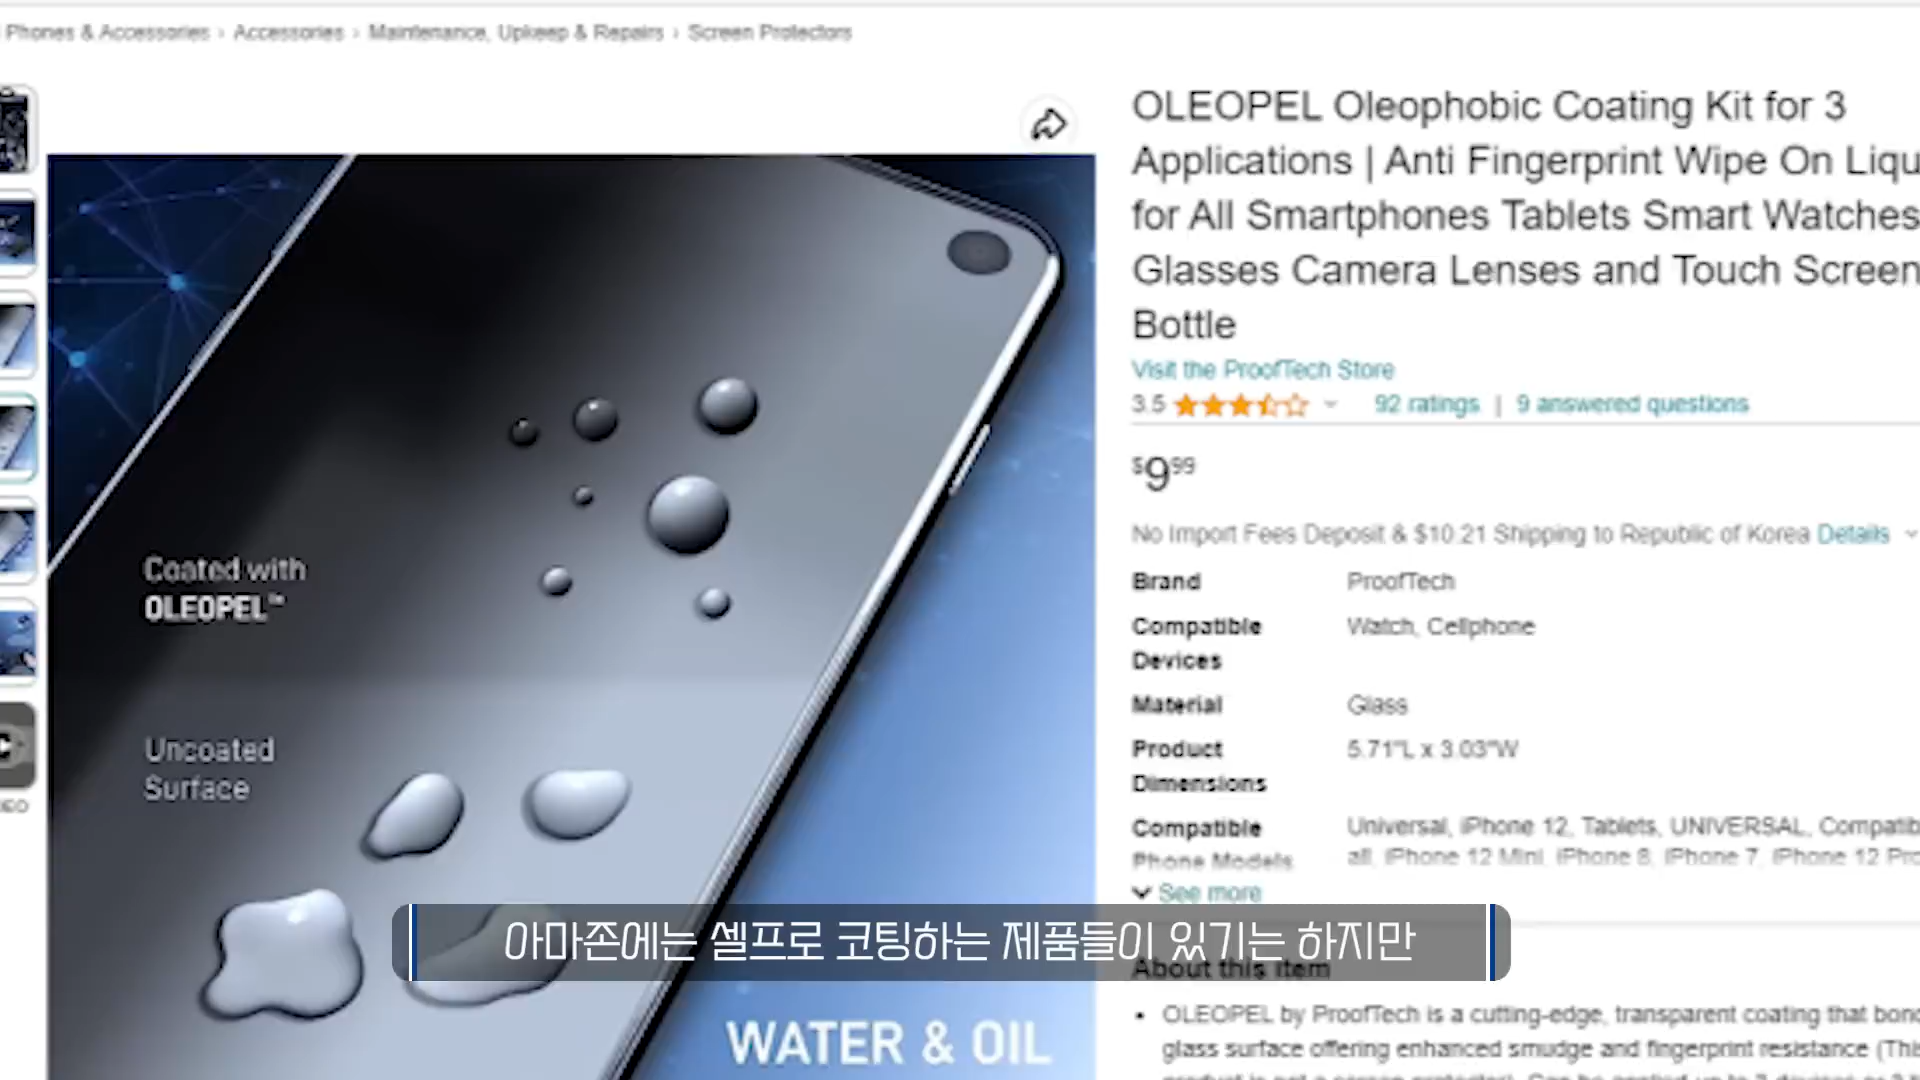 Phones & Accessories › Accessories › Maintenance, Upkeep & Repairs › Screen Protectors
OLEOPEL Oleophobic Coating Kit for 3
Applications | Anti Fingerprint Wipe On Liqu
for All Smartphones Tablets Smart Watches
Glasses Camera Lenses and Touch Screen
Bottle
Visit the ProofTech Store
3.5 92 ratings | 9 answered questions
$9.99
No Import Fees Deposit & $10.21 Shipping to Republic of Korea Details
Brand ProofTech
Compatible Devices Watch, Cellphone
Material Glass
Product Dimensions 5.71"L x 3.03"W
Compatible Phone Models Universal, iPhone 12, Tablets, UNIVERSAL, Compatib
all, iPhone 12 Mini, iPhone 8, iPhone 7, iPhone 12 Pro
See more
About this item
• OLEOPEL by ProofTech is a cutting-edge, transparent coating that bond
glass surface offering enhanced smudge and fingerprint resistance (This
Coated with
OLEOPEL™
Uncoated
Surface
WATER & OIL
아마존에는 셀프로 코팅하는 제품들이 있기는 하지만